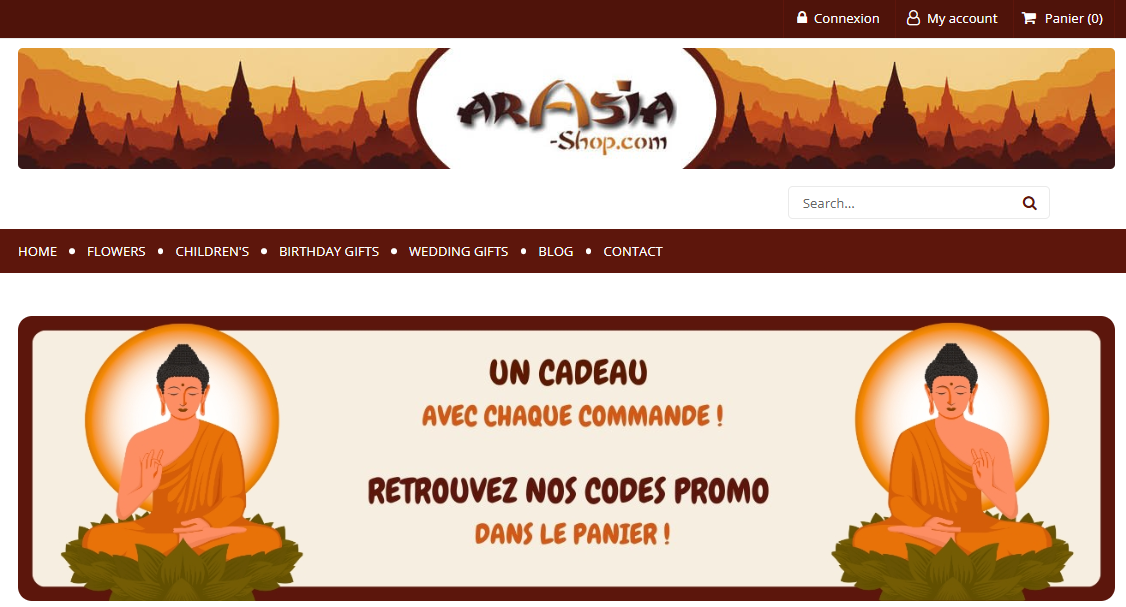 Connexion My account Panier (0)
ARASIA
-Shop.com
Search...
HOME FLOWERS CHILDREN'S BIRTHDAY GIFTS WEDDING GIFTS BLOG CONTACT
UN CADEAU
AVEC CHAQUE COMMANDE !
RETROUVEZ NOS CODES PROMO
DANS LE PANIER !